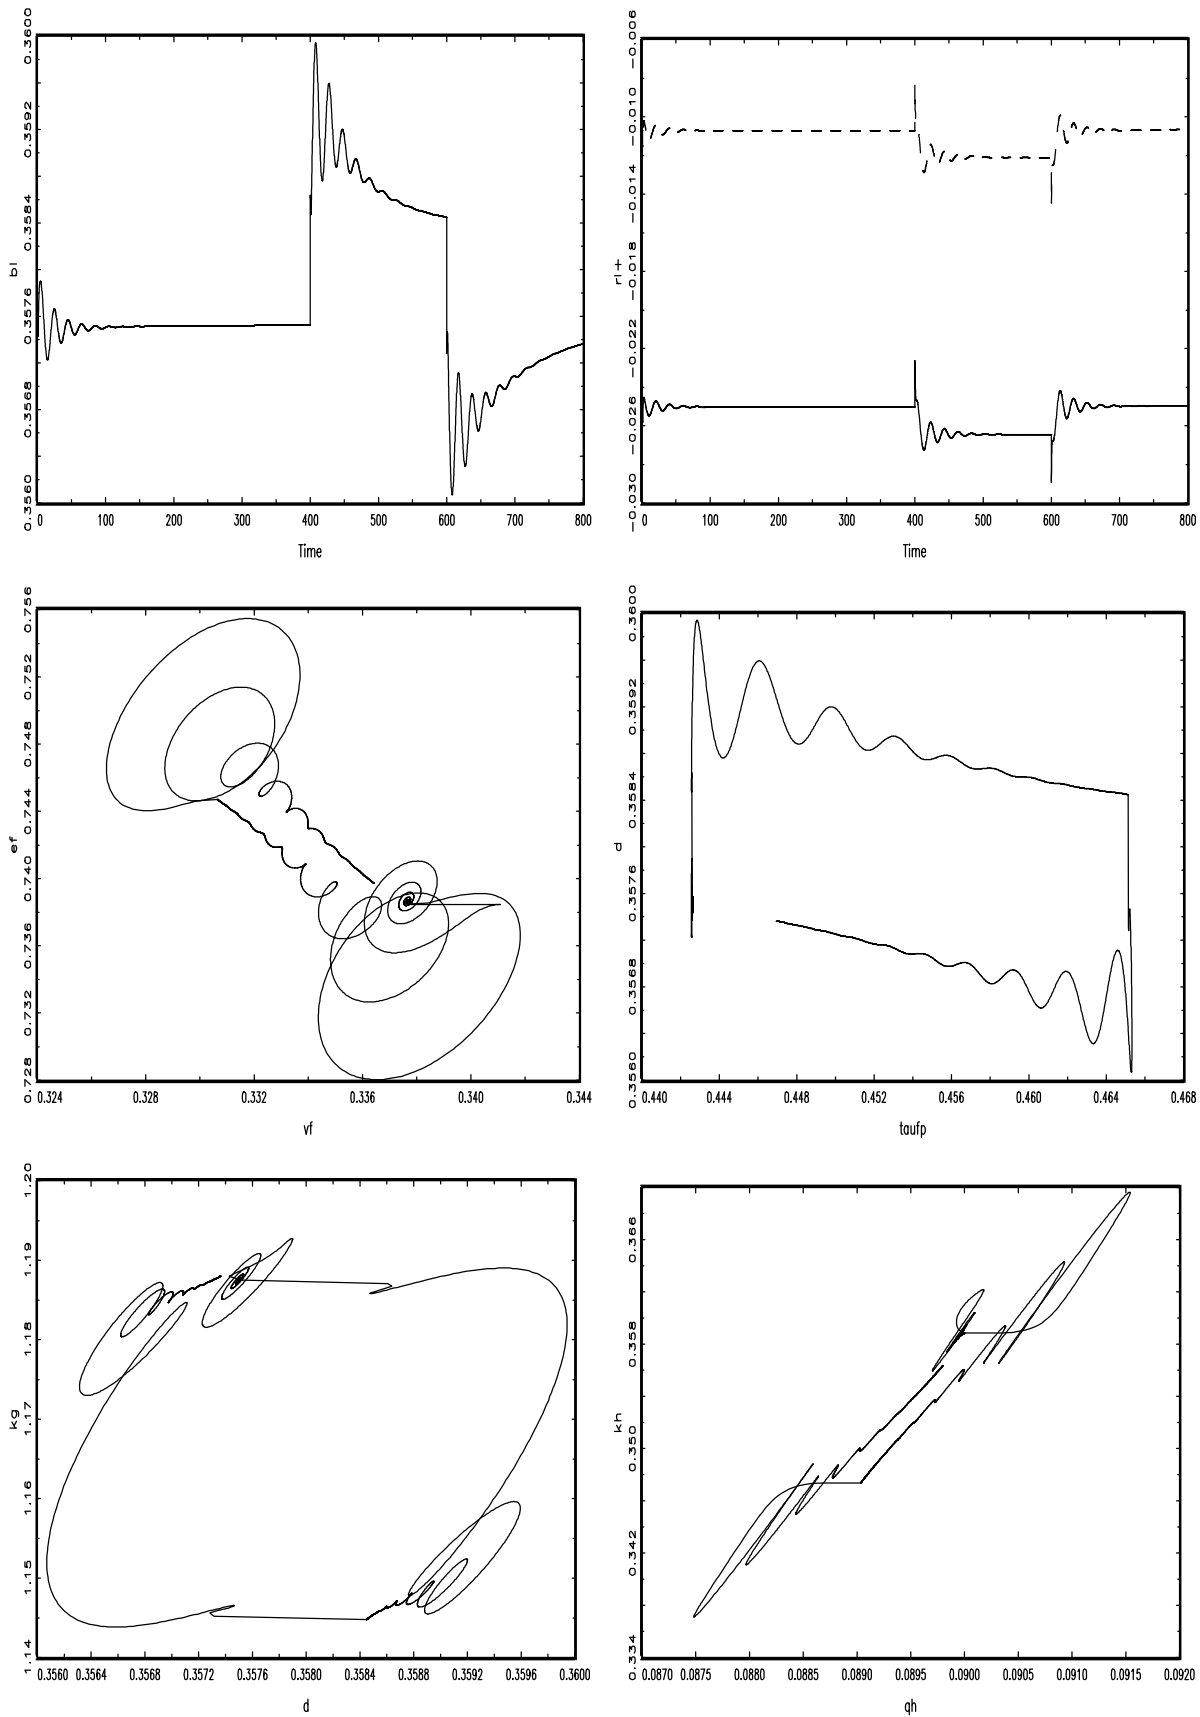 bl
0.3560 0.3568 0.3576 0.3584 0.3592 0.3600
0 100 200 300 400 500 600 700 800
Time
rl+
-0.030 -0.026 -0.022 -0.018 -0.014 -0.010 -0.006
0 100 200 300 400 500 600 700 800
Time
ef
0.728 0.732 0.736 0.740 0.744 0.748 0.752 0.756
0.324 0.328 0.332 0.336 0.340 0.344
vf
d
0.3560 0.3568 0.3576 0.3584 0.3592 0.3600
0.440 0.444 0.448 0.452 0.456 0.460 0.464 0.468
taufp
kg
1.14 1.15 1.16 1.17 1.18 1.19 1.20
0.3560 0.3564 0.3568 0.3572 0.3576 0.3580 0.3584 0.3588 0.3592 0.3596 0.3600
d
kh
0.334 0.342 0.350 0.358 0.366
0.0870 0.0875 0.0880 0.0885 0.0890 0.0895 0.0900 0.0905 0.0910 0.0915 0.0920
qh